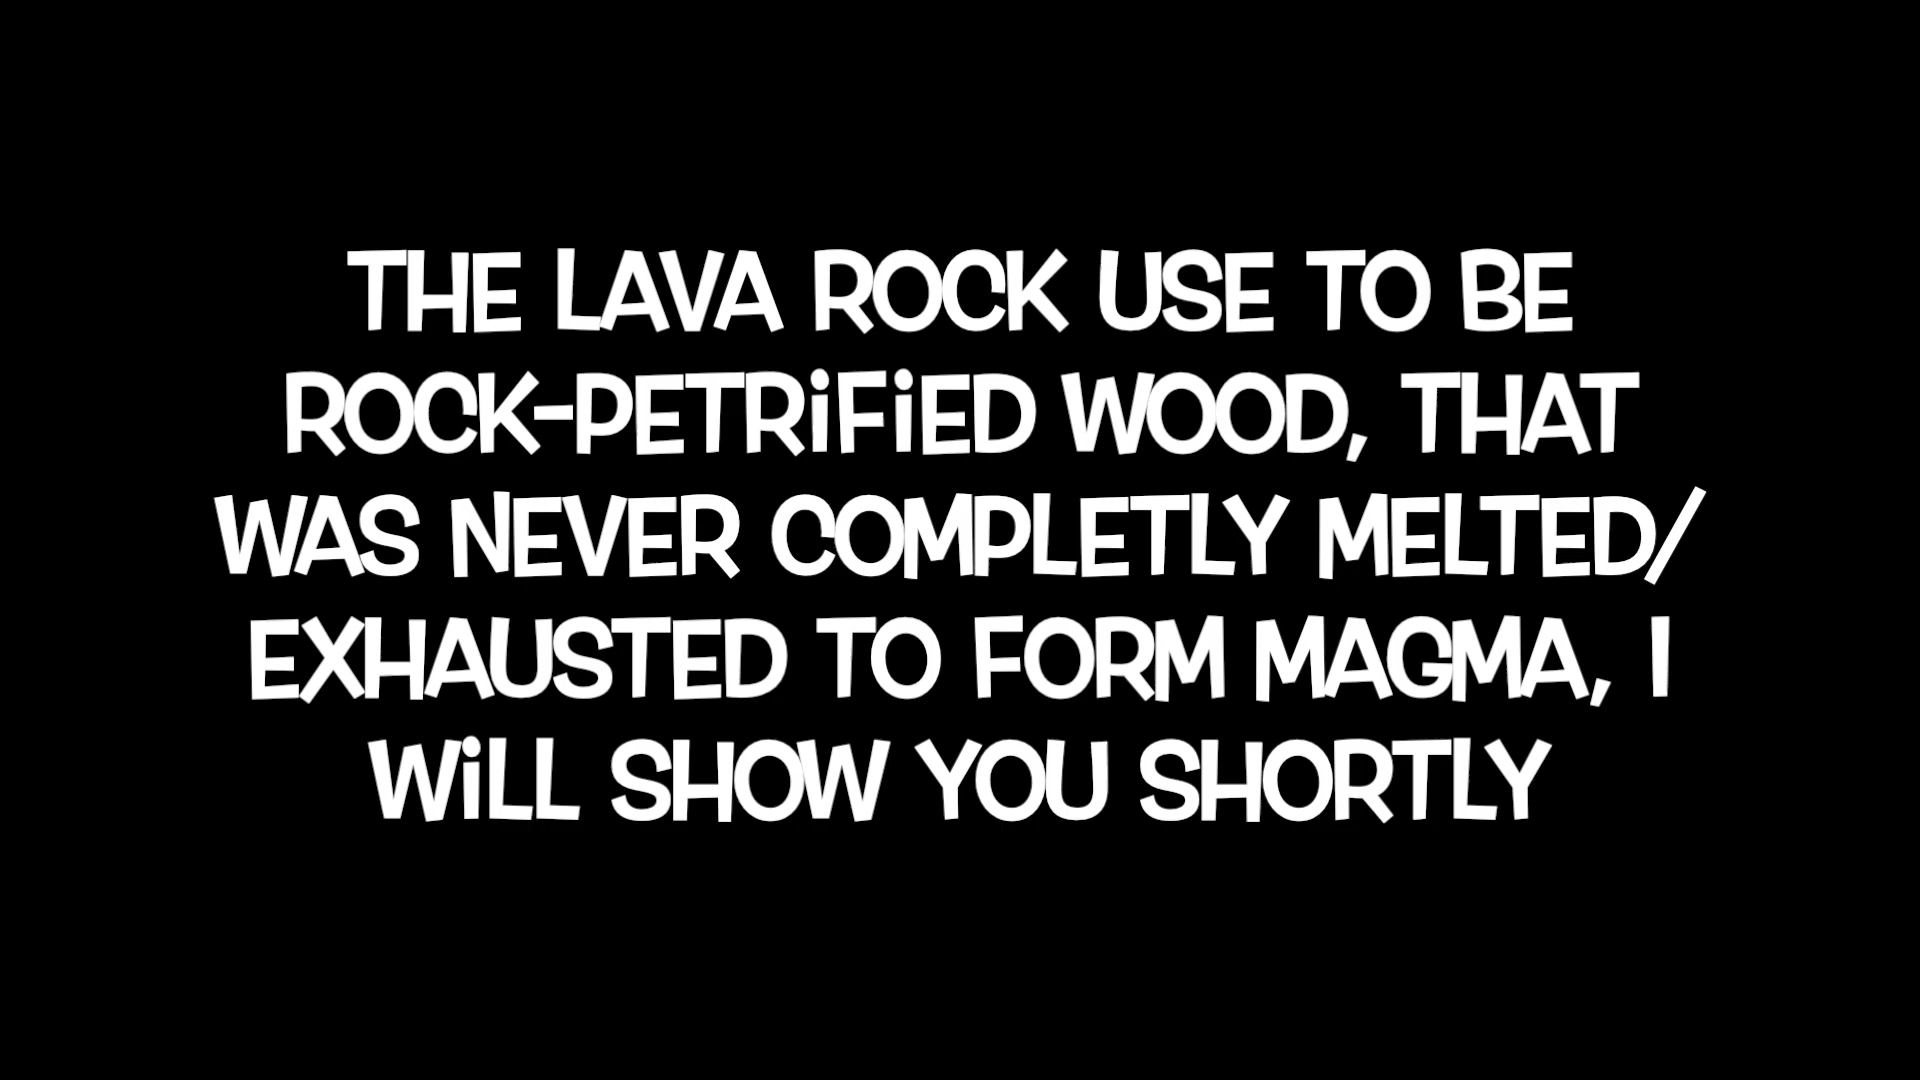 THE LAVA ROCK USE TO BE
ROCK-PETRiFiED WOOD, THAT
WAS NEVER COMPLETLY MELTED/
EXHAUSTED TO FORM MAGMA, I
WiLL SHOW YOU SHORTLY